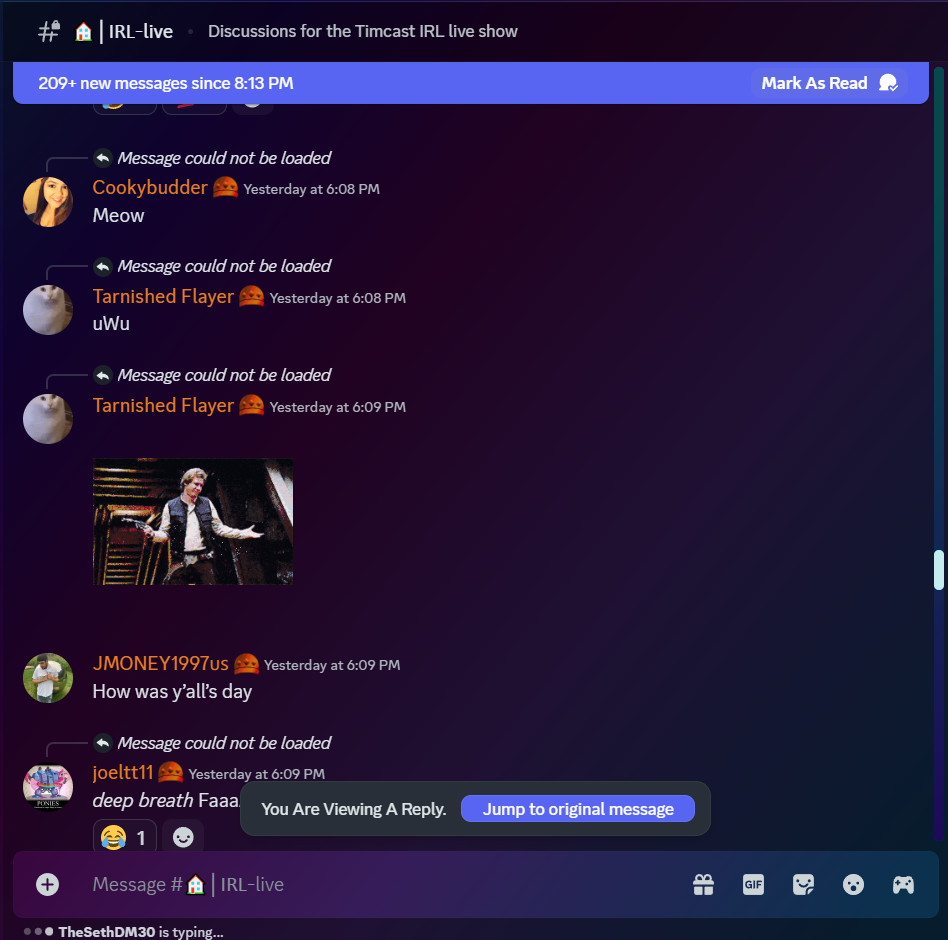 IRL-live • Discussions for the Timcast IRL live show
209+ new messages since 8:13 PM Mark As Read
Message could not be loaded
Cookybudder Yesterday at 6:08 PM
Meow
Message could not be loaded
Tarnished Flayer Yesterday at 6:08 PM
uWu
Message could not be loaded
Tarnished Flayer Yesterday at 6:09 PM
JMONEY1997us Yesterday at 6:09 PM
How was y’all’s day
Message could not be loaded
joeltt11 Yesterday at 6:09 PM
PONIES
deep breath Faaa
You Are Viewing A Reply. Jump to original message
1
Message #🏠 | IRL-live GIF
TheSethDM30 is typing...